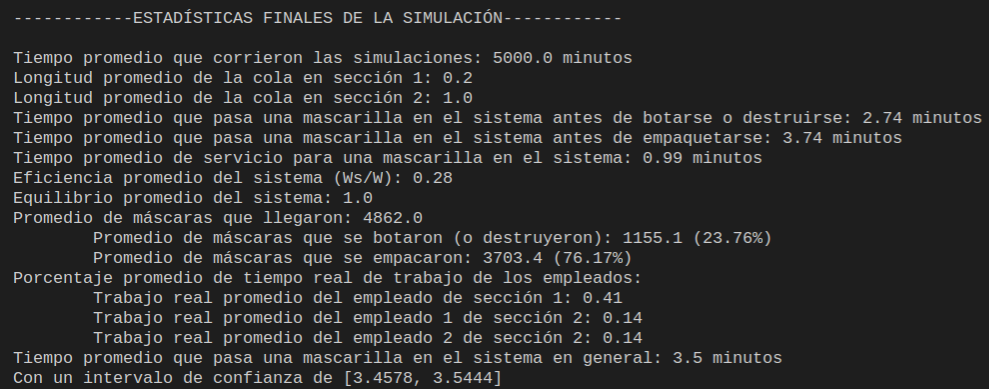 ------------ESTADÍSTICAS FINALES DE LA SIMULACIÓN------------
Tiempo promedio que corrieron las simulaciones: 5000.0 minutos
Longitud promedio de la cola en sección 1: 0.2
Longitud promedio de la cola en sección 2: 1.0
Tiempo promedio que pasa una mascarilla en el sistema antes de botarse o destruirse: 2.74 minutos
Tiempo promedio que pasa una mascarilla en el sistema antes de empaquetarse: 3.74 minutos
Tiempo promedio de servicio para una mascarilla en el sistema: 0.99 minutos
Eficiencia promedio del sistema (Ws/W): 0.28
Equilibrio promedio del sistema: 1.0
Promedio de máscaras que llegaron: 4862.0
Promedio de máscaras que se botaron (o destruyeron): 1155.1 (23.76%)
Promedio de máscaras que se empacaron: 3703.4 (76.17%)
Porcentaje promedio de tiempo real de trabajo de los empleados:
Trabajo real promedio del empleado de sección 1: 0.41
Trabajo real promedio del empleado 1 de sección 2: 0.14
Trabajo real promedio del empleado 2 de sección 2: 0.14
Tiempo promedio que pasa una mascarilla en el sistema en general: 3.5 minutos
Con un intervalo de confianza de [3.4578, 3.5444]